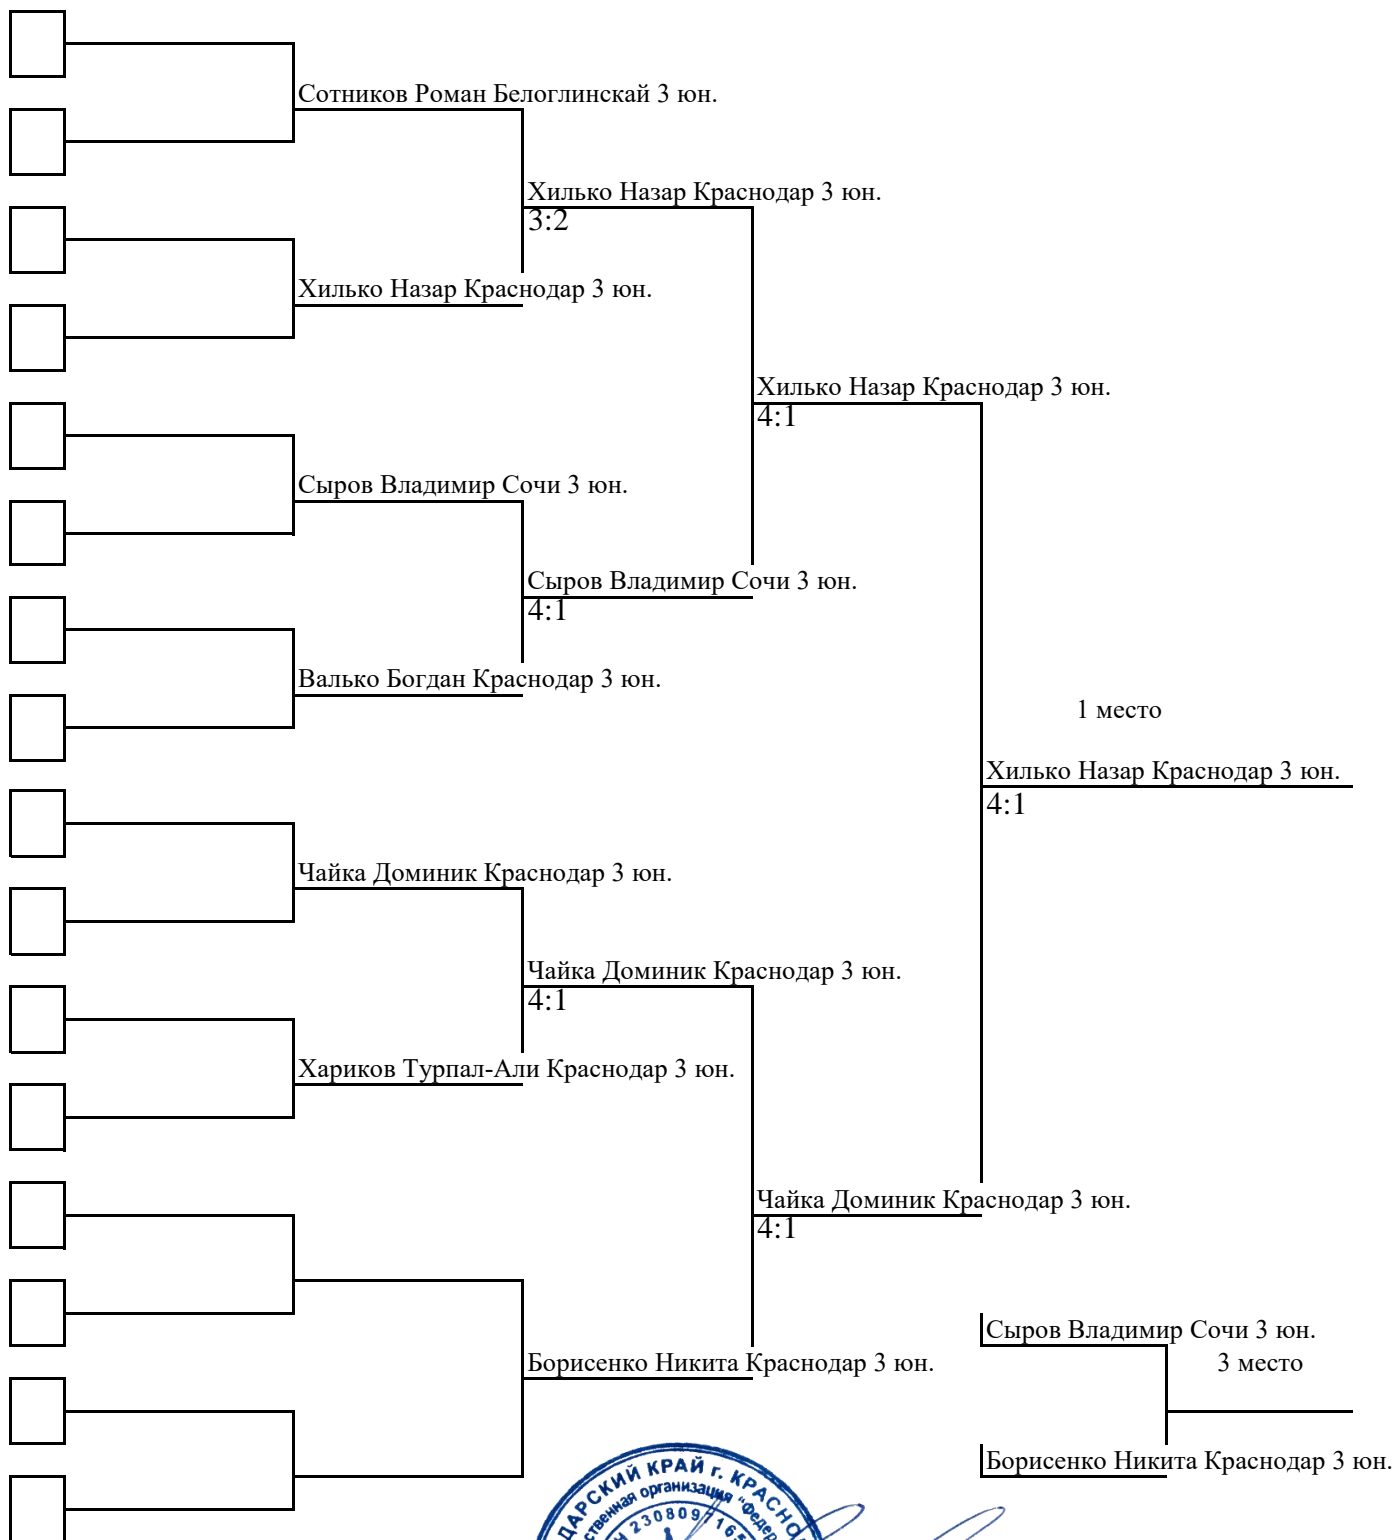 Сотников Роман Белоглинскай 3 юн.
Хилько Назар Краснодар 3 юн.
3:2
Хилько Назар Краснодар 3 юн.
Хилько Назар Краснодар 3 юн.
4:1
Сыров Владимир Сочи 3 юн.
Сыров Владимир Сочи 3 юн.
4:1
Валько Богдан Краснодар 3 юн.
1 место
Хилько Назар Краснодар 3 юн.
4:1
Чайка Доминик Краснодар 3 юн.
Чайка Доминик Краснодар 3 юн.
4:1
Хариков Турпал-Али Краснодар 3 юн.
Чайка Доминик Краснодар 3 юн.
4:1
Сыров Владимир Сочи 3 юн.
3 место
Борисенко Никита Краснодар 3 юн.
Борисенко Никита Краснодар 3 юн.
КРАЙ г.
организация